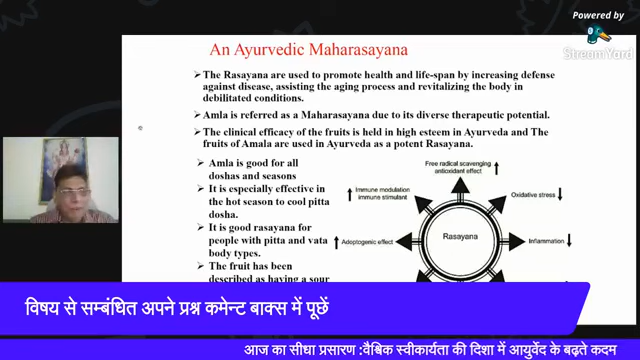 Powered by
StreamYard
An Ayurvedic Maharasayana
The Rasayana are used to promote health and life-span by increasing defense
against disease, assisting the aging process and revitalizing the body in
debilitated conditions.
Amla is referred as a Maharasayana due to its diverse therapeutic potential.
The clinical efficacy of the fruits is held in high esteem in Ayurveda and The
fruits of Amala are used in Ayurveda as a potent Rasayana.
Amla is good for all
doshas and seasons
It is especially effective in
the hot season to cool pitta
dosha.
It is good rasayana for
people with pitta and vata
body types.
The fruit has been
described as having a sour
Free radical scavenging
antioxidant effect
Immune modulation
immune stimulant
Oxidative stress
Adoptogenic effect
Rasayana
Inflammation
विषय से सम्बंधित अपने प्रश्न कमेन्ट बाक्स में पूछें
आज का सीधा प्रसारण :वैश्विक स्वीकार्यता की दिशा में आयुर्वेद के बढ़ते कदम